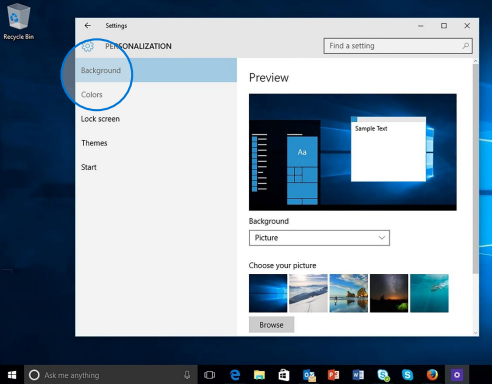 Recycle Bin
Settings
PERSONALIZATION
Find a setting
Background
Colors
Lock screen
Themes
Start
Preview
Sample Text
Aa
Background
Picture
Choose your picture
Browse
Ask me anything